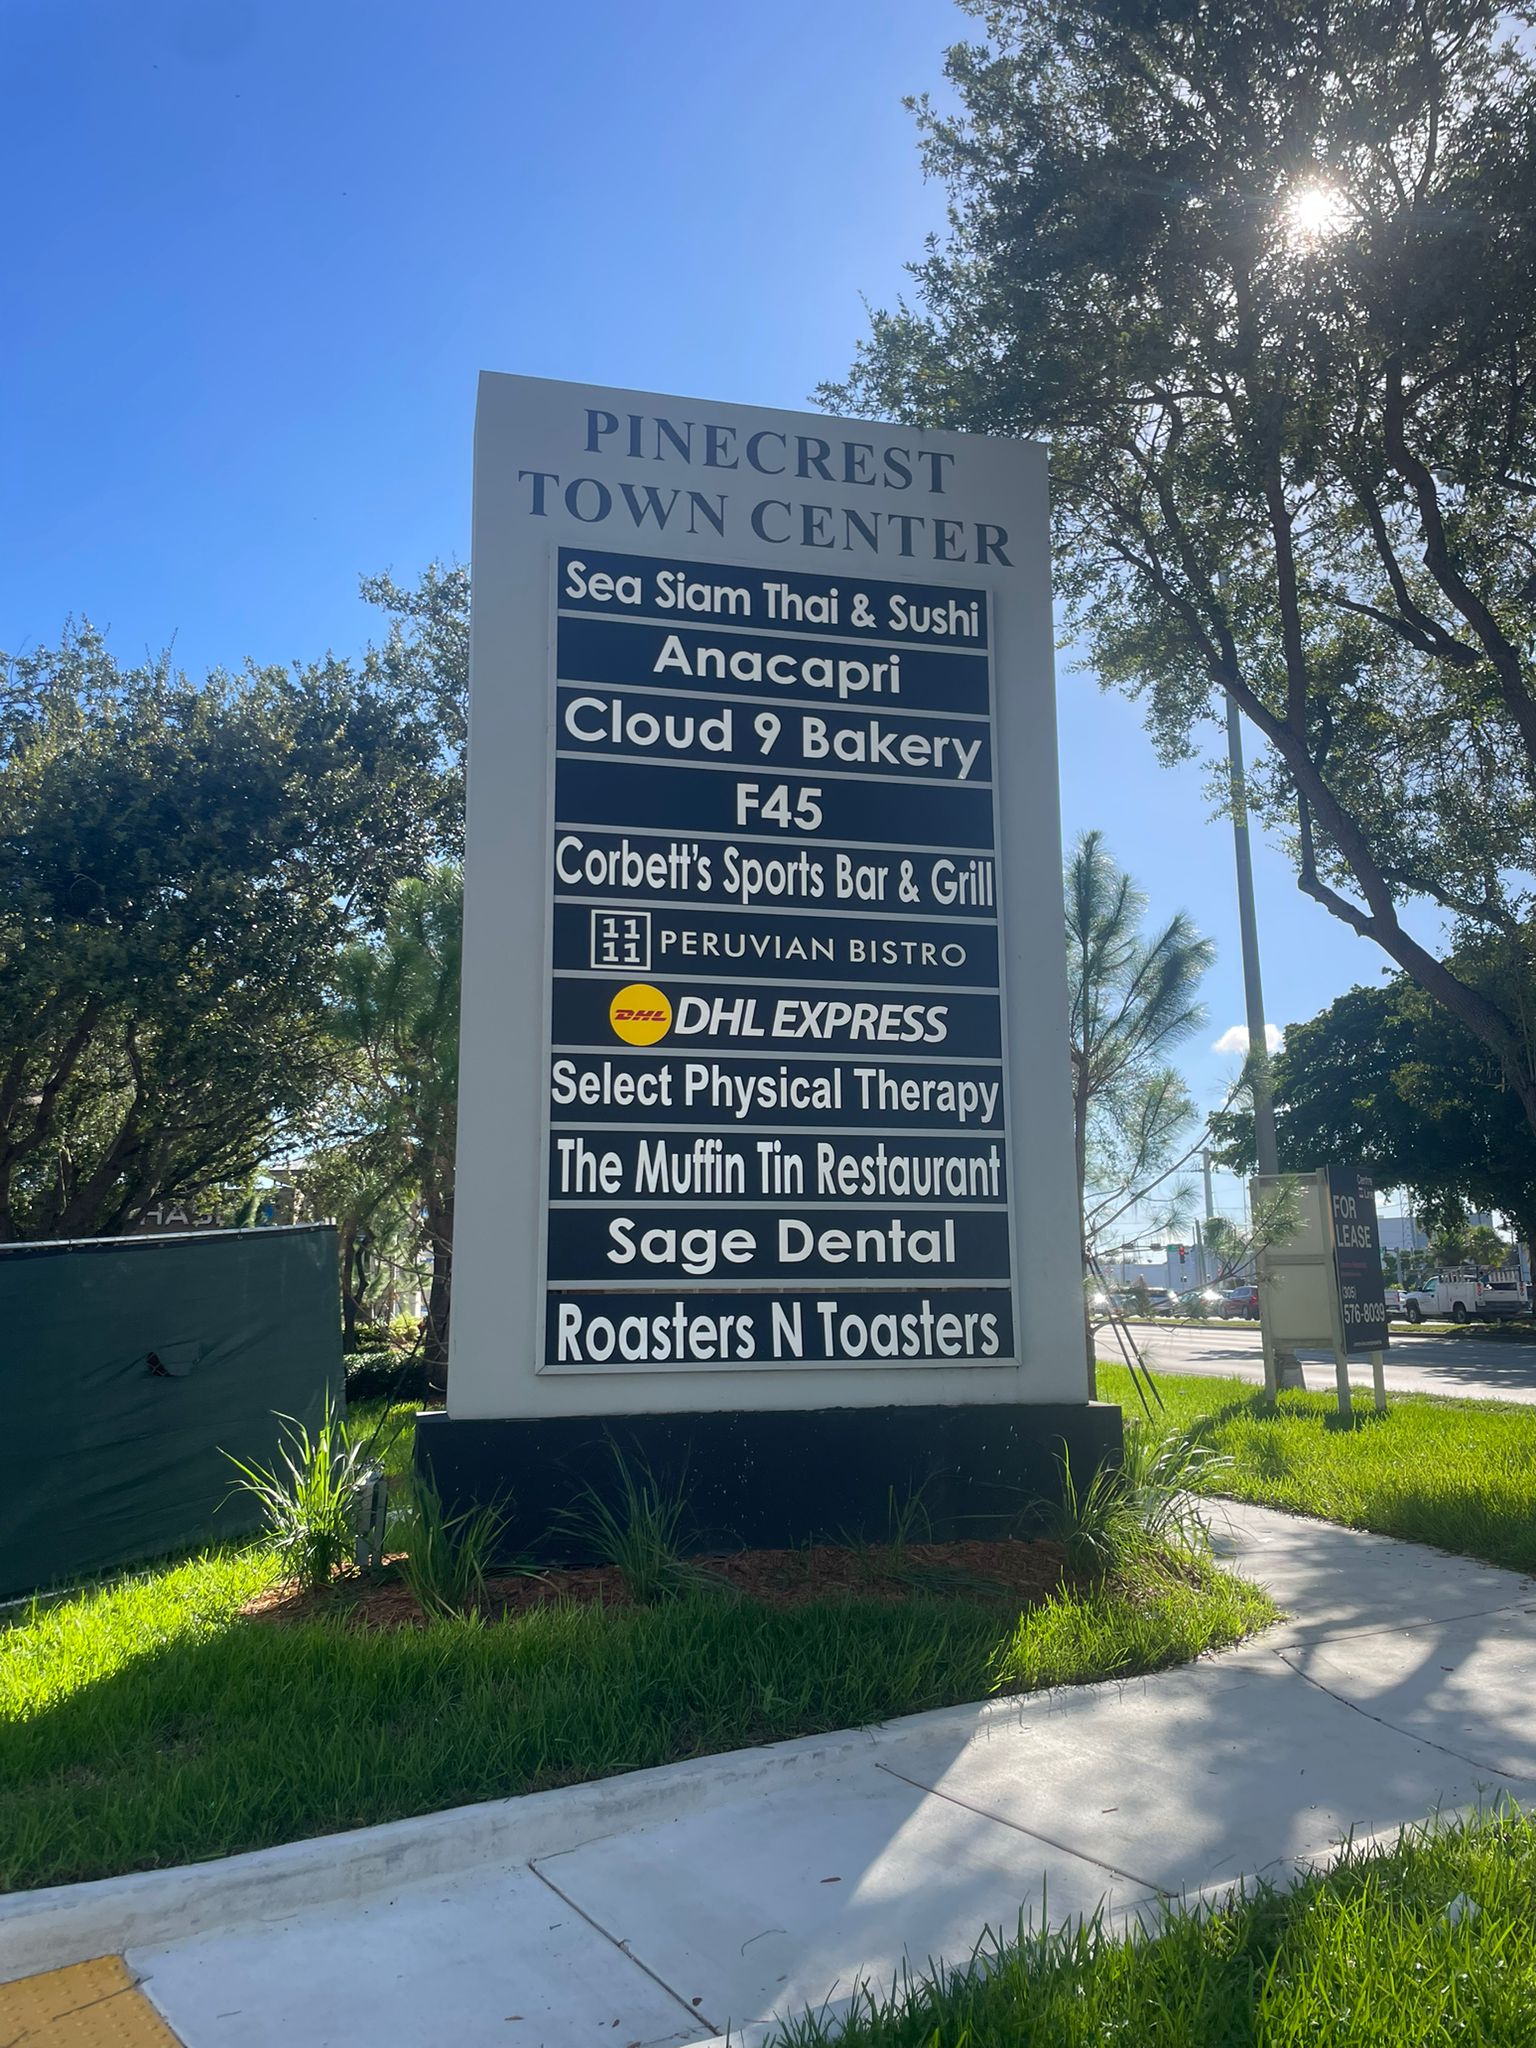 PINECREST
TOWN CENTER
Sea Siam Thai & Sushi
Anacapri
Cloud 9 Bakery
F45
Corbett's Sports Bar & Grill
11
11
PERUVIAN BISTRO
DHL DHL EXPRESS
Select Physical Therapy
The Muffin Tin Restaurant
Sage Dental
Roasters N Toasters
FOR
LEASE
(305)
576-8039